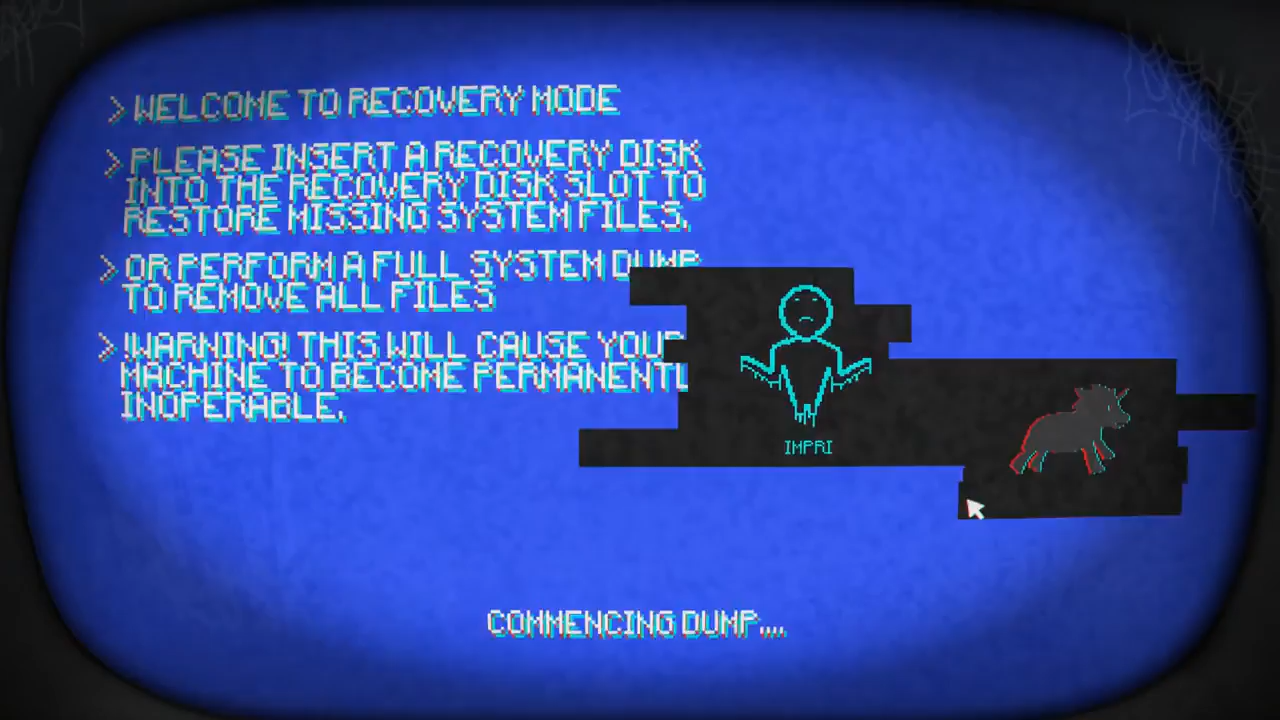 > WELCOME TO RECOVERY MODE
> PLEASE INSERT A RECOVERY DISK
INTO THE RECOVERY DISK SLOT TO
RESTORE MISSING SYSTEM FILES.
> OR PERFORM A FULL SYSTEM DUMP
TO REMOVE ALL FILES
> !WARNING! THIS WILL CAUSE YOUR
MACHINE TO BECOME PERMANENTL
INOPERABLE.
IMPRI
COMMENCING DUMP....